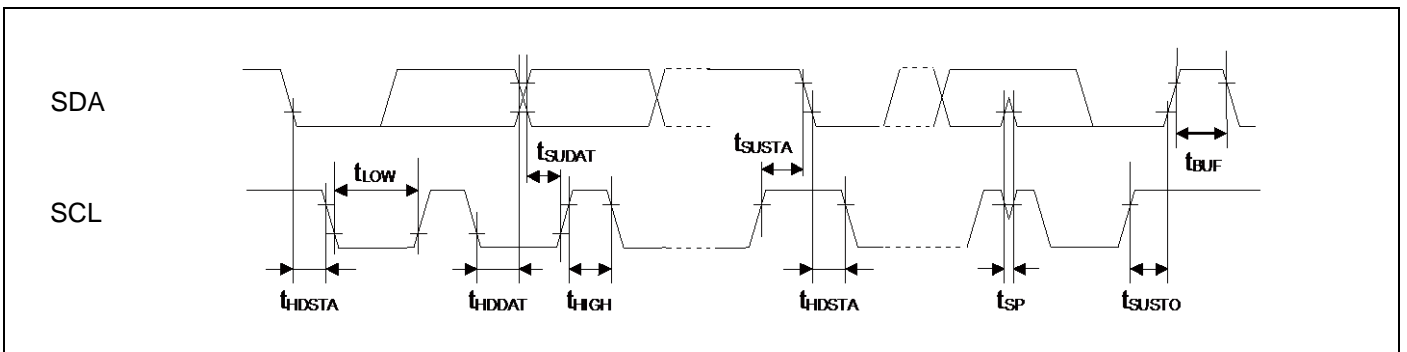 SDA
tSUDAT
tSUSTA
tBUF
tLOW
SCL
tHDSTA
tHDDAT
tHIGH
tHDSTA
tSP
tSUSTO